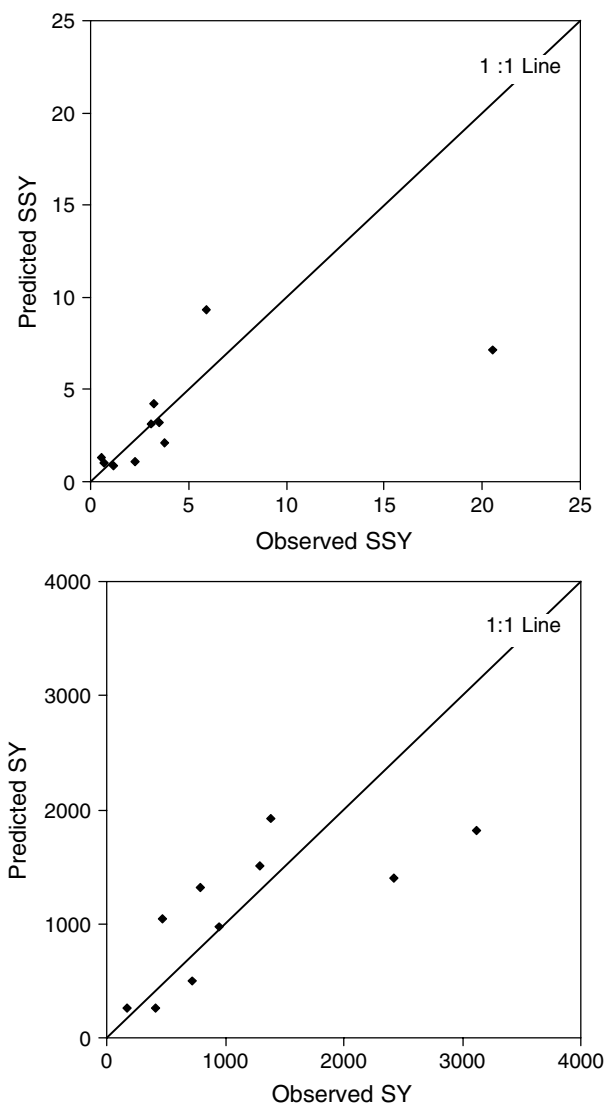 25
1 :1 Line
20
15
10
5
0
Predicted SSY
0 5 10 15 20 25
Observed SSY
4000
1:1 Line
3000
2000
1000
0
Predicted SY
0 1000 2000 3000 4000
Observed SY